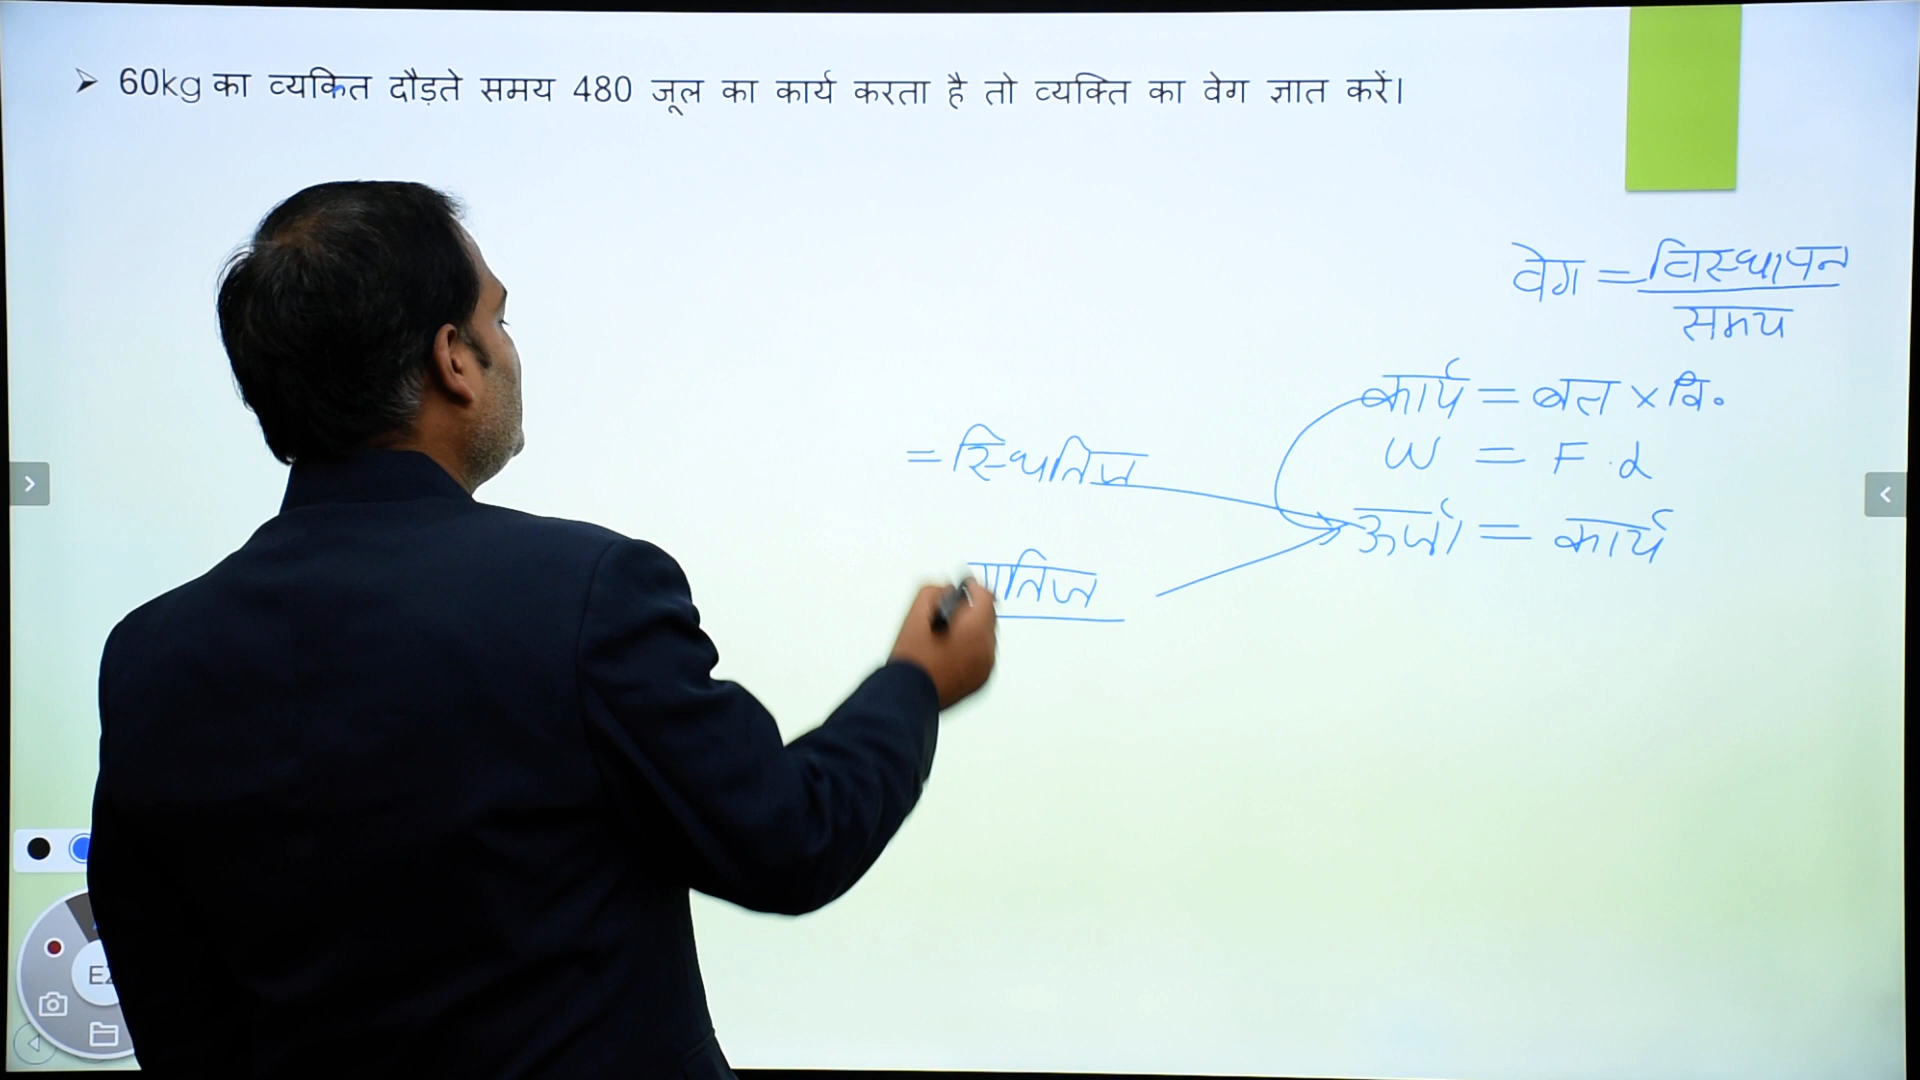 ➢ 60kg का व्यकित दौड़ते समय 480 जूल का कार्य करता है तो व्यक्ति का वेग ज्ञात करें।
वेग = विस्थापन
समय
कार्य = बल × वि॰
W = F.d
ऊर्जा = कार्य
= स्थितिज
गतिज